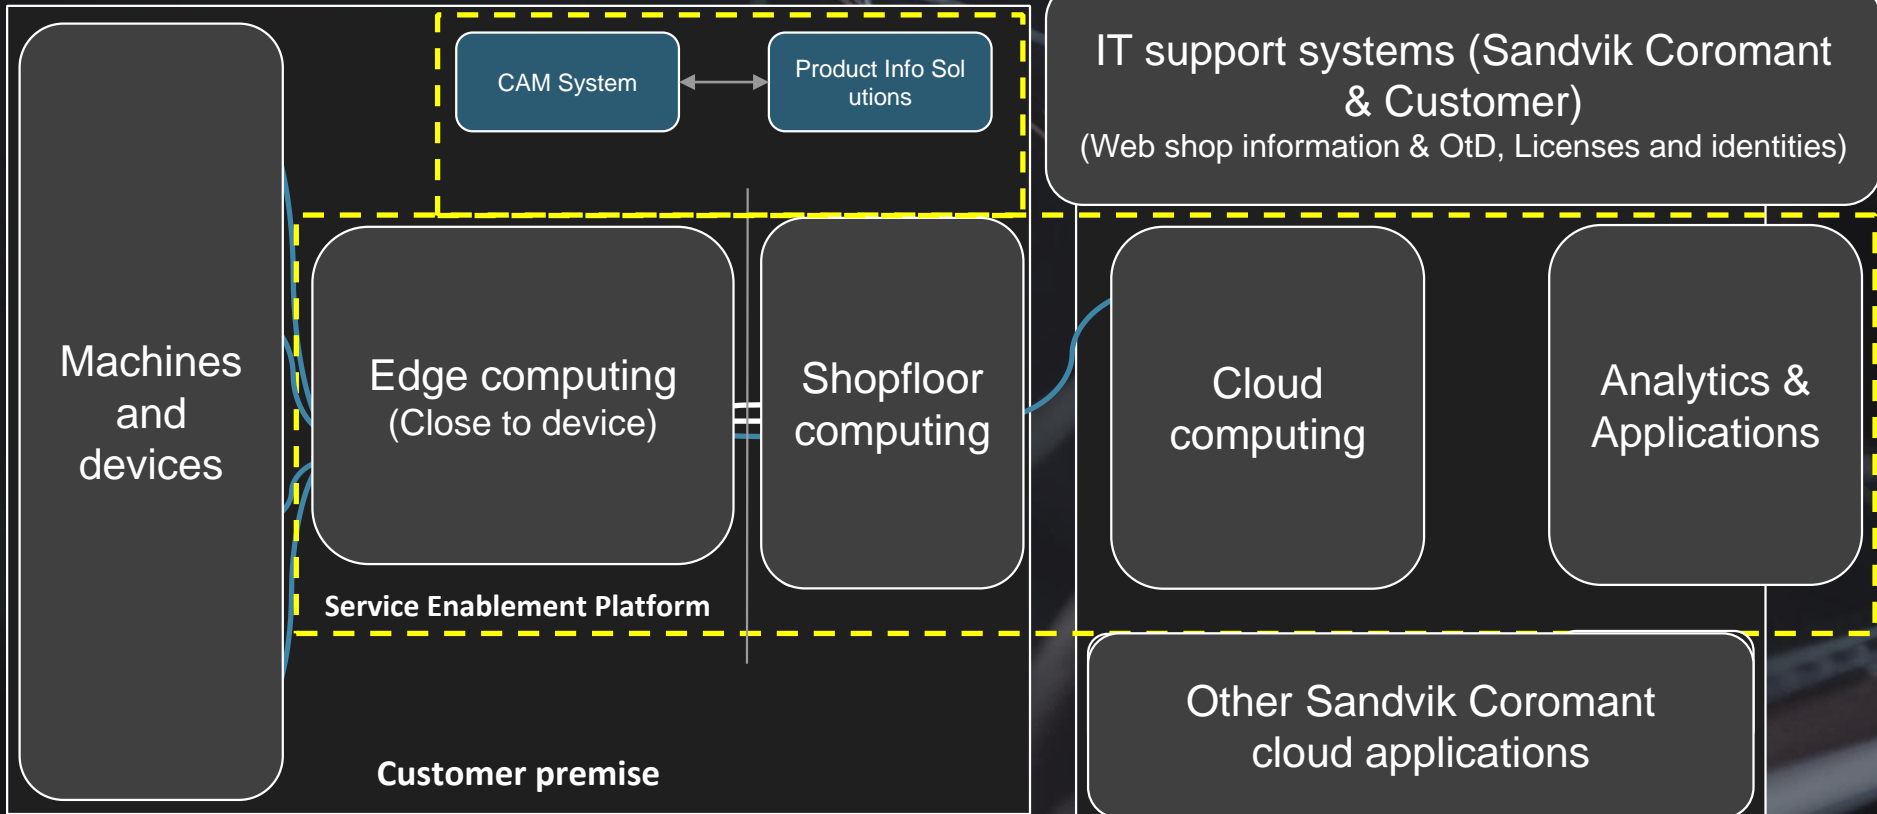 CAM System
Product Info Sol
utions
IT support systems (Sandvik Coromant
& Customer)
(Web shop information & OtD, Licenses and identities)
Machines
and
devices
Edge computing
(Close to device)
Shopfloor
computing
Cloud
computing
Analytics &
Applications
Service Enablement Platform
Customer premise
Other Sandvik Coromant
cloud applications